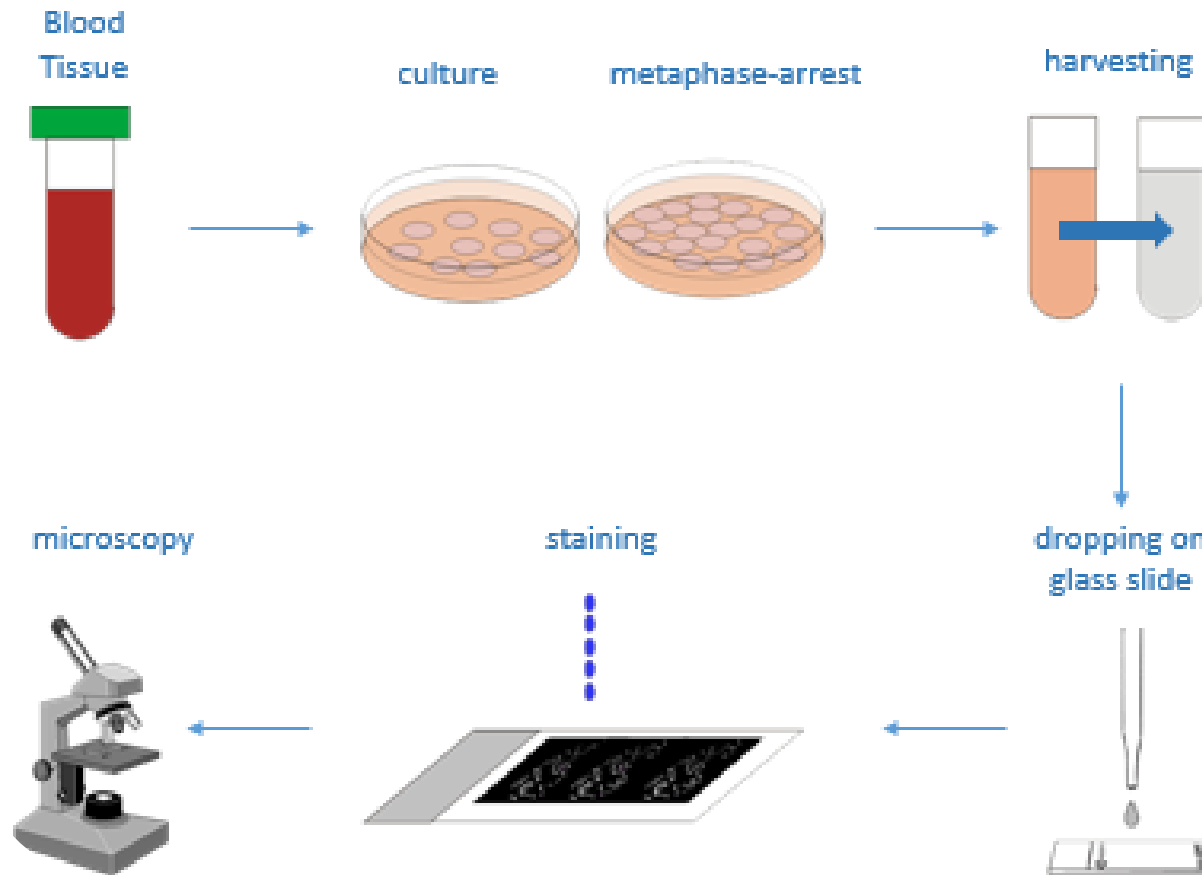 Blood
Tissue
culture
metaphase-arrest
harvesting
microscopy
staining
dropping on
glass slide